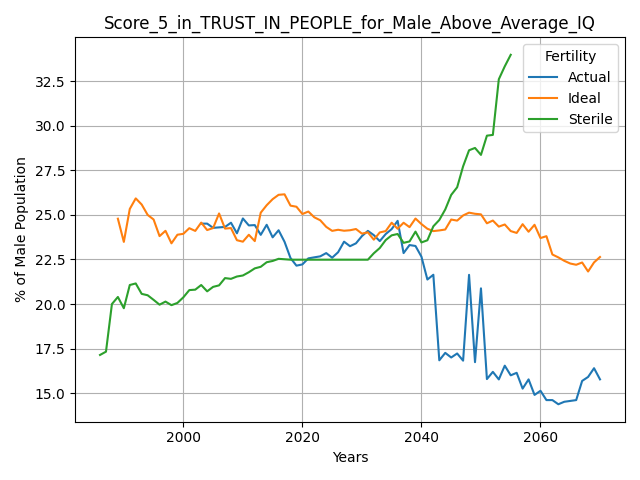 Score_5_in_TRUST_IN_PEOPLE_for_Male_Above_Average_IQ
Fertility
Actual
Ideal
Sterile
% of Male Population
32.5
30.0
27.5
25.0
22.5
20.0
17.5
15.0
2000
2020
2040
2060
Years